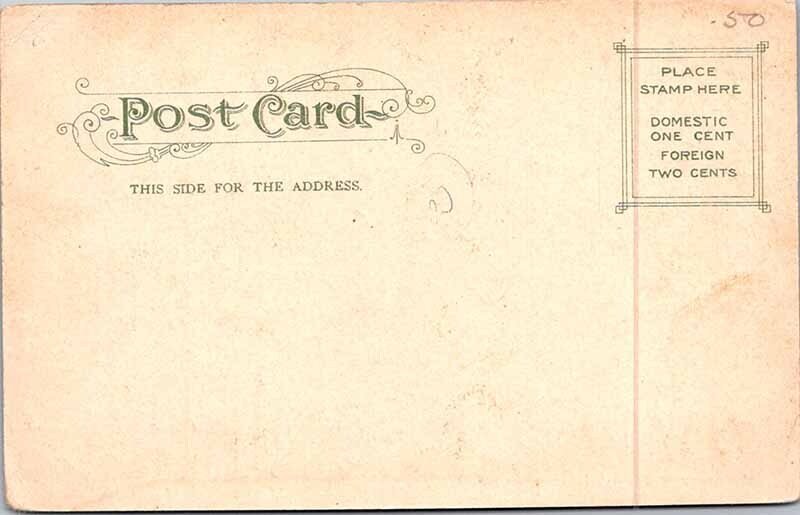 .50
Post Card
THIS SIDE FOR THE ADDRESS.
PLACE
STAMP HERE
DOMESTIC
ONE CENT
FOREIGN
TWO CENTS